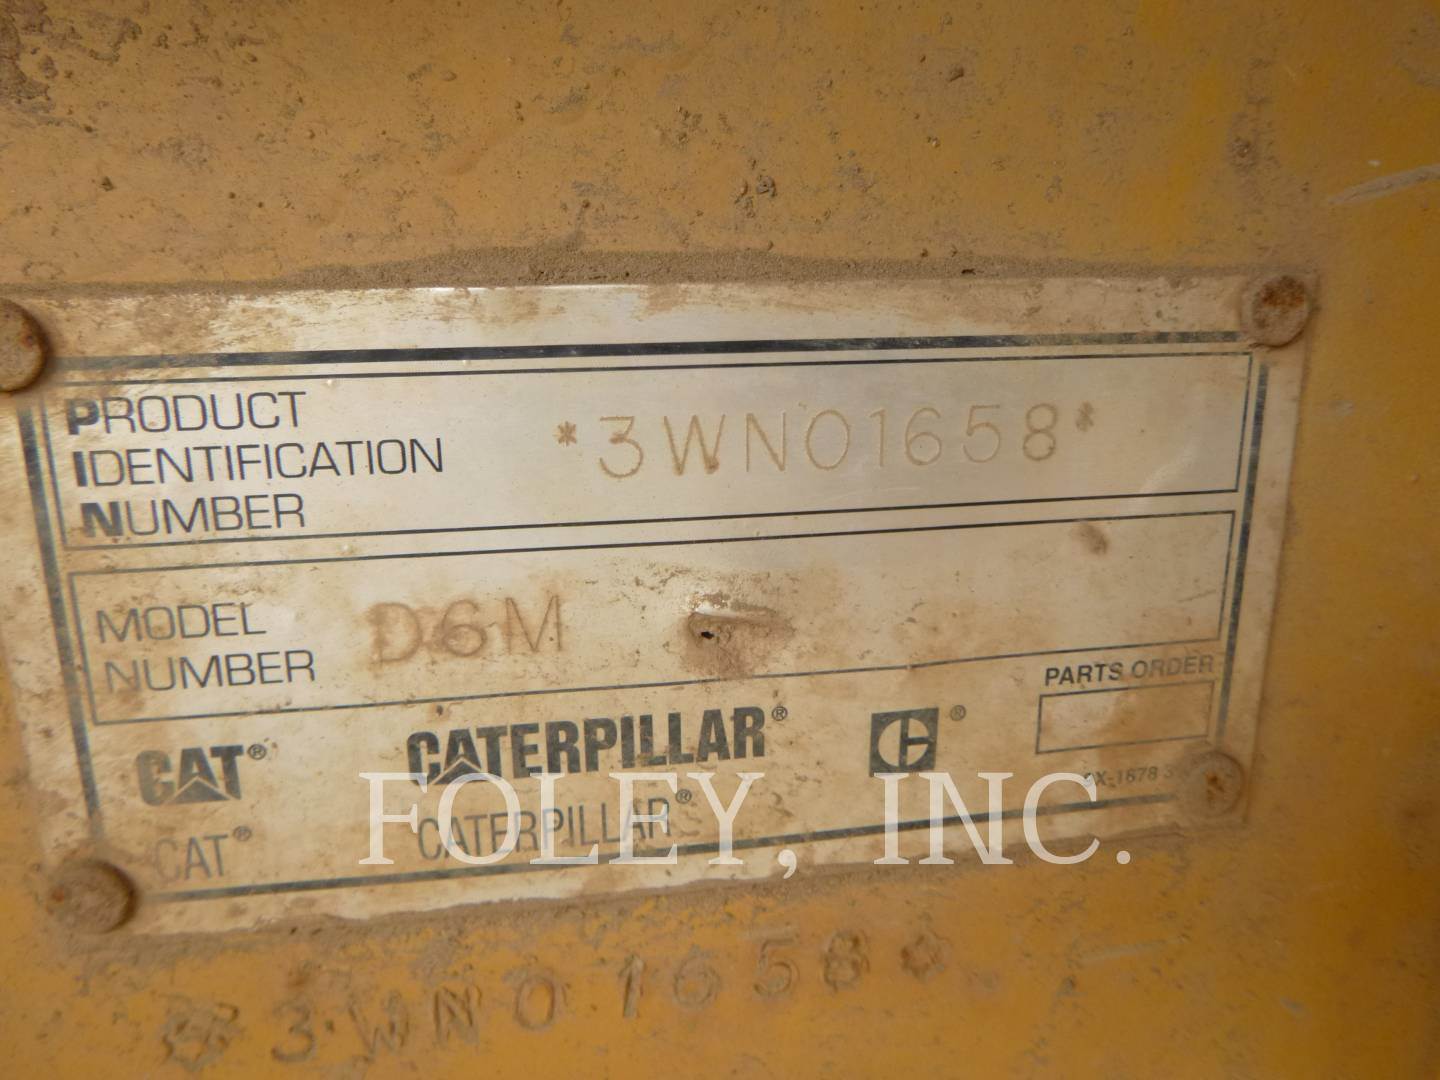 PRODUCT
IDENTIFICATION
NUMBER
*3WN01658*
MODEL
NUMBER
D6M
PARTS ORDER
CAT® CATERPILLAR® ®
CAT® CATERPILLAR®
FOLEY, INC.
*3WN01658*